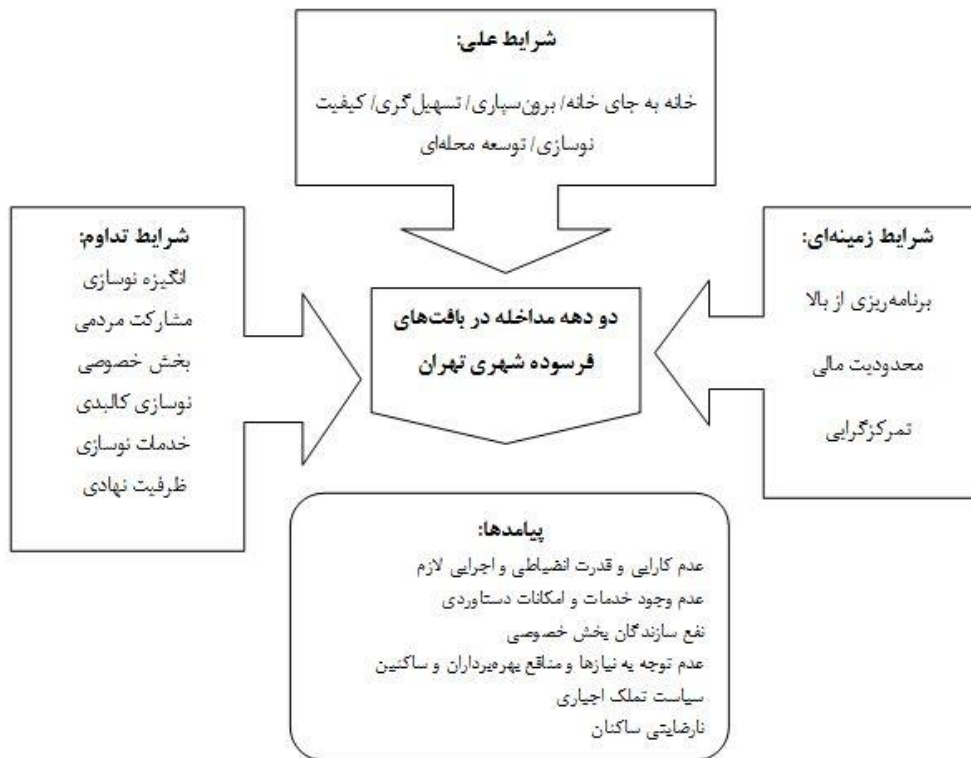 شرایط علی:
خانه به جای خانه/ برون‌سپاری/ تسهیل‌گری/ کیفیت
نوسازی/ توسعه محله‌ای
شرایط زمینه‌ای:
برنامه‌ریزی از بالا
محدودیت مالی
تمرکزگرایی
دو دهه مداخله در بافت‌های
فرسوده شهری تهران
شرایط تداوم:
انگیزه نوسازی
مشارکت مردمی
بخش خصوصی
نوسازی کالبدی
خدمات نوسازی
ظرفیت نهادی
پیامدها:
عدم کارایی و قدرت انضیاطی و اجرایی لازم
عدم وجود خدمات و امکانات دستاوردی
نفع سازندگان بخش خصوصی
عدم توجه به نیازها و منافع بهره‌برداران و ساکنین
سیاست تملک اجباری
نارضایتی ساکنان